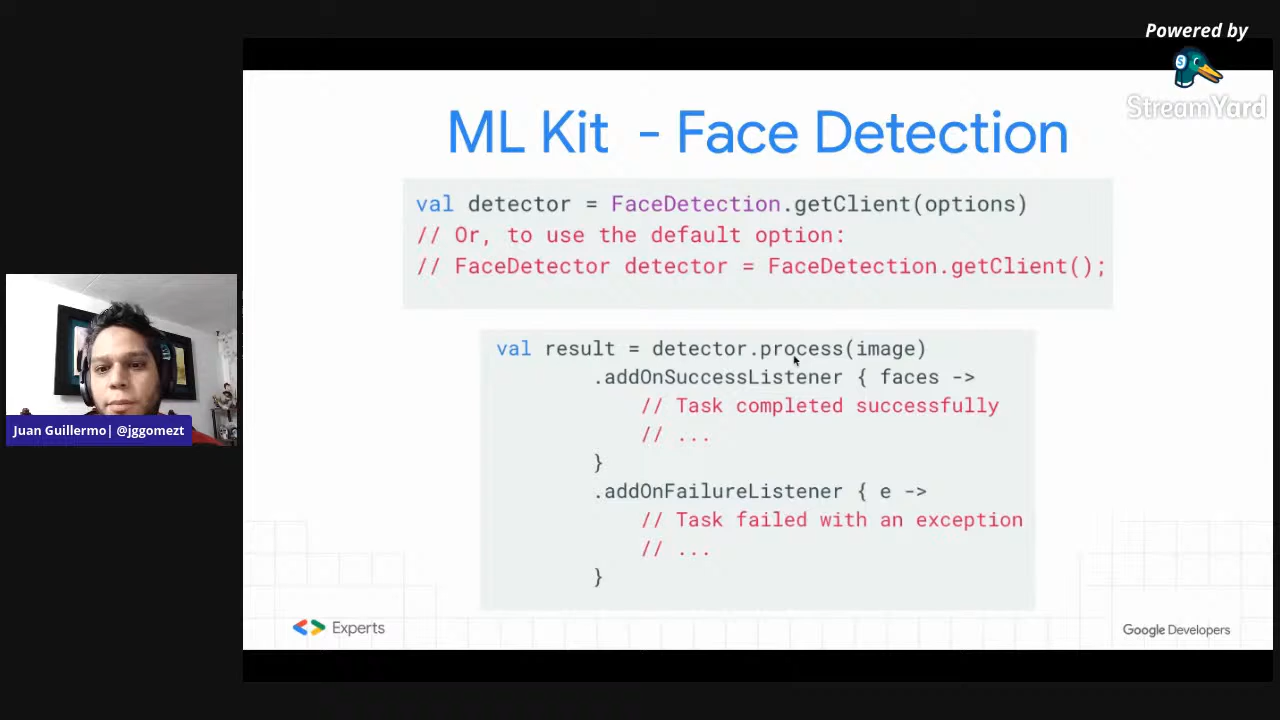 Powered by
StreamYard
ML Kit - Face Detection
val detector = FaceDetection.getClient(options)
// Or, to use the default option:
// FaceDetector detector = FaceDetection.getClient();
val result = detector.process(image)
.addOnSuccessListener { faces ->
// Task completed successfully
// ...
}
.addOnFailureListener { e ->
// Task failed with an exception
// ...
}
Juan Guillermo| @jggomezt
Experts
Google Developers